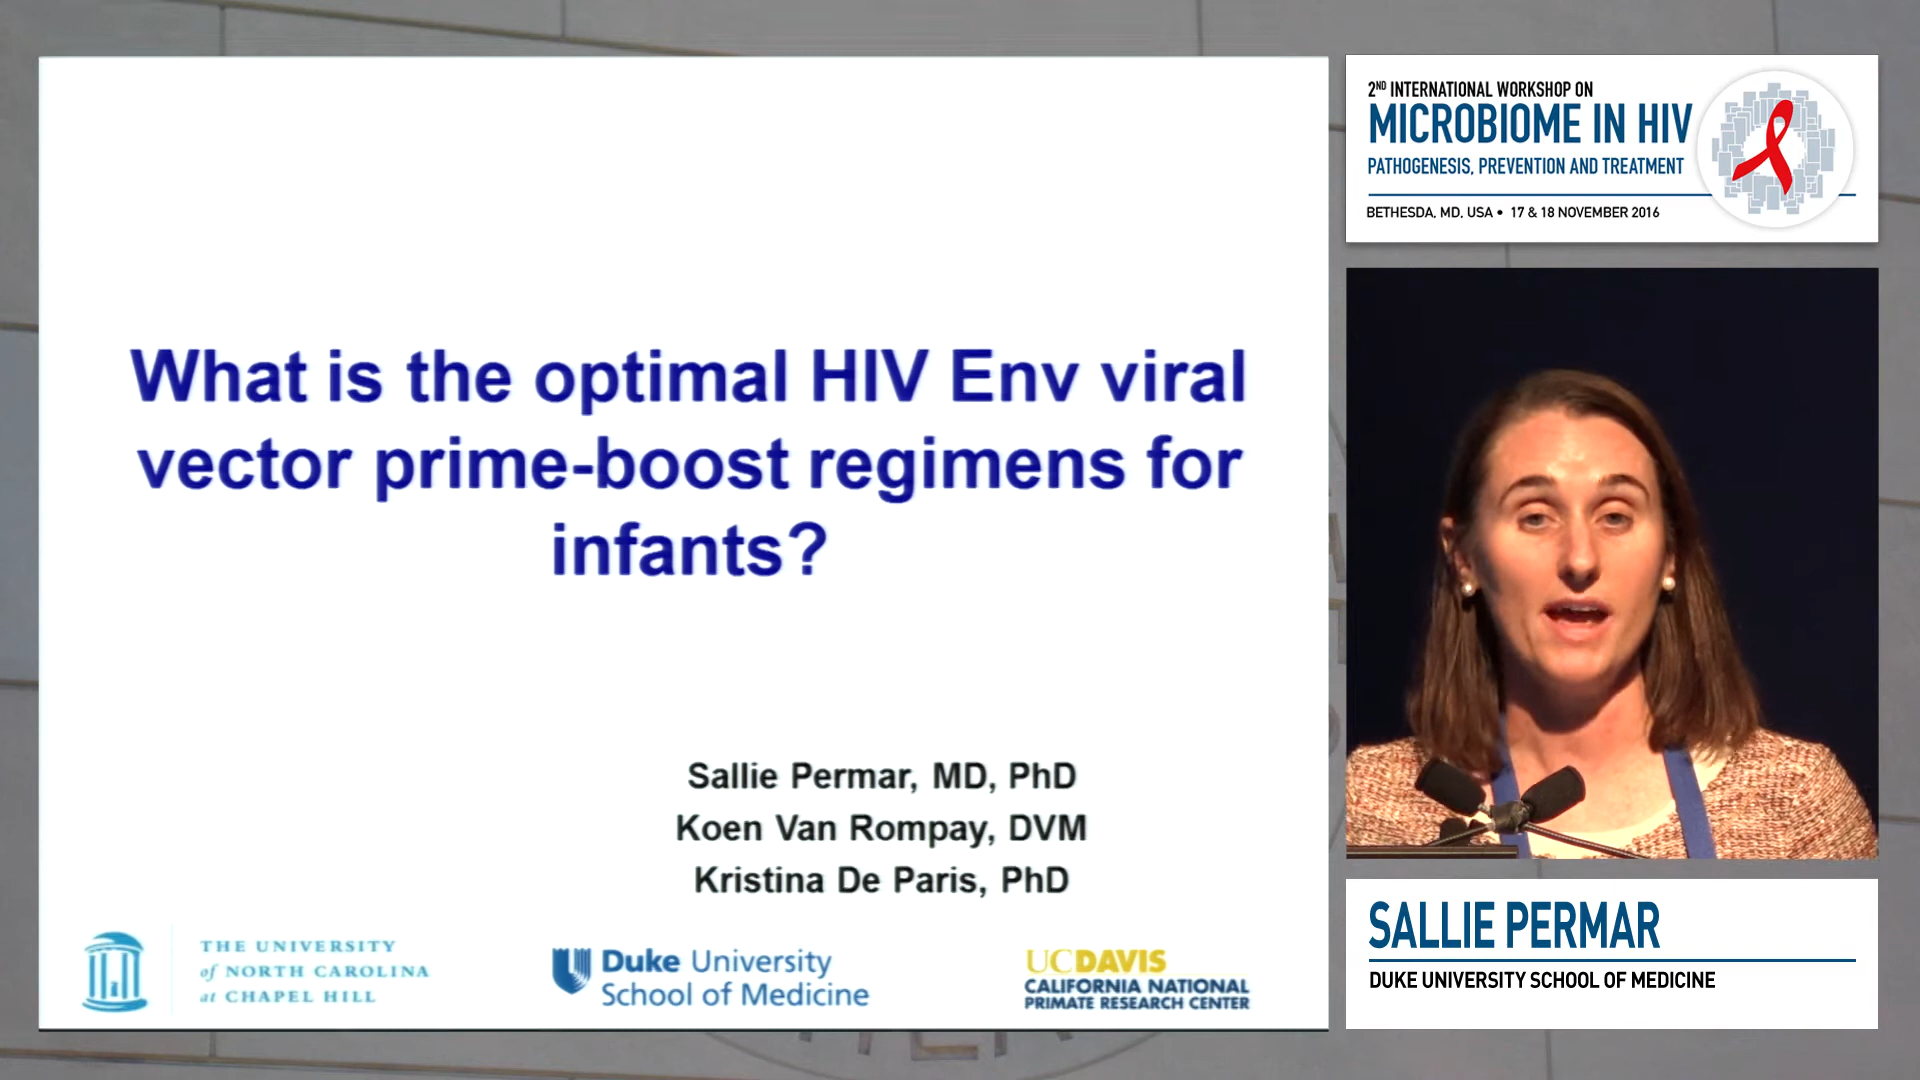 What is the optimal HIV Env viral
vector prime-boost regimens for
infants?
Sallie Permar, MD, PhD
Koen Van Rompay, DVM
Kristina De Paris, PhD
THE UNIVERSITY
of NORTH CAROLINA
at CHAPEL HILL
Duke University
School of Medicine
UCDAVIS
CALIFORNIA NATIONAL
PRIMATE RESEARCH CENTER
2ND INTERNATIONAL WORKSHOP ON
MICROBIOME IN HIV
PATHOGENESIS, PREVENTION AND TREATMENT
BETHESDA, MD, USA • 17 & 18 NOVEMBER 2016
SALLIE PERMAR
DUKE UNIVERSITY SCHOOL OF MEDICINE